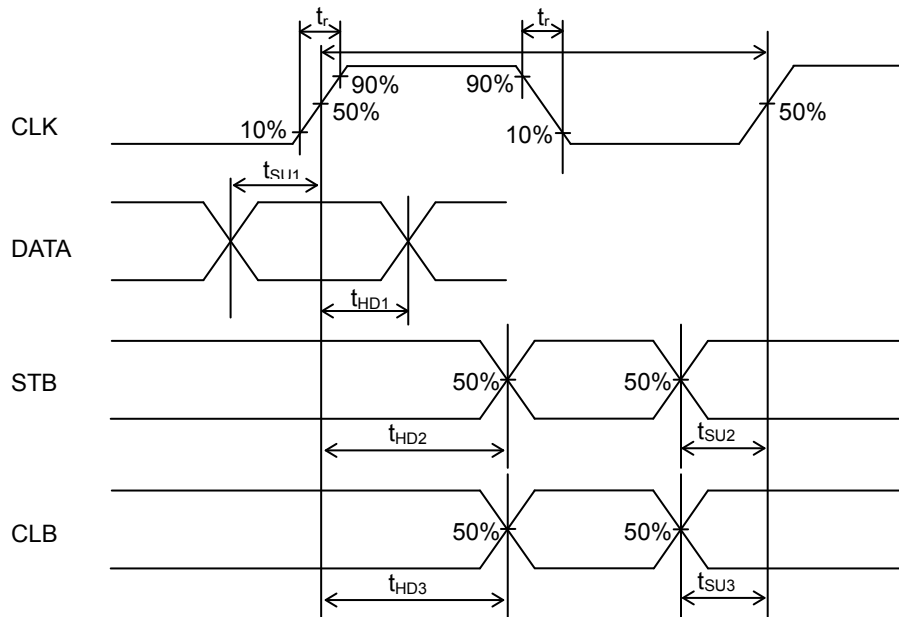 tr tr
90% 90%
CLK 10% 50% 10% 50%
tSU1
DATA
tHD1
STB 50% 50%
tHD2 tSU2
CLB 50% 50%
tHD3 tSU3